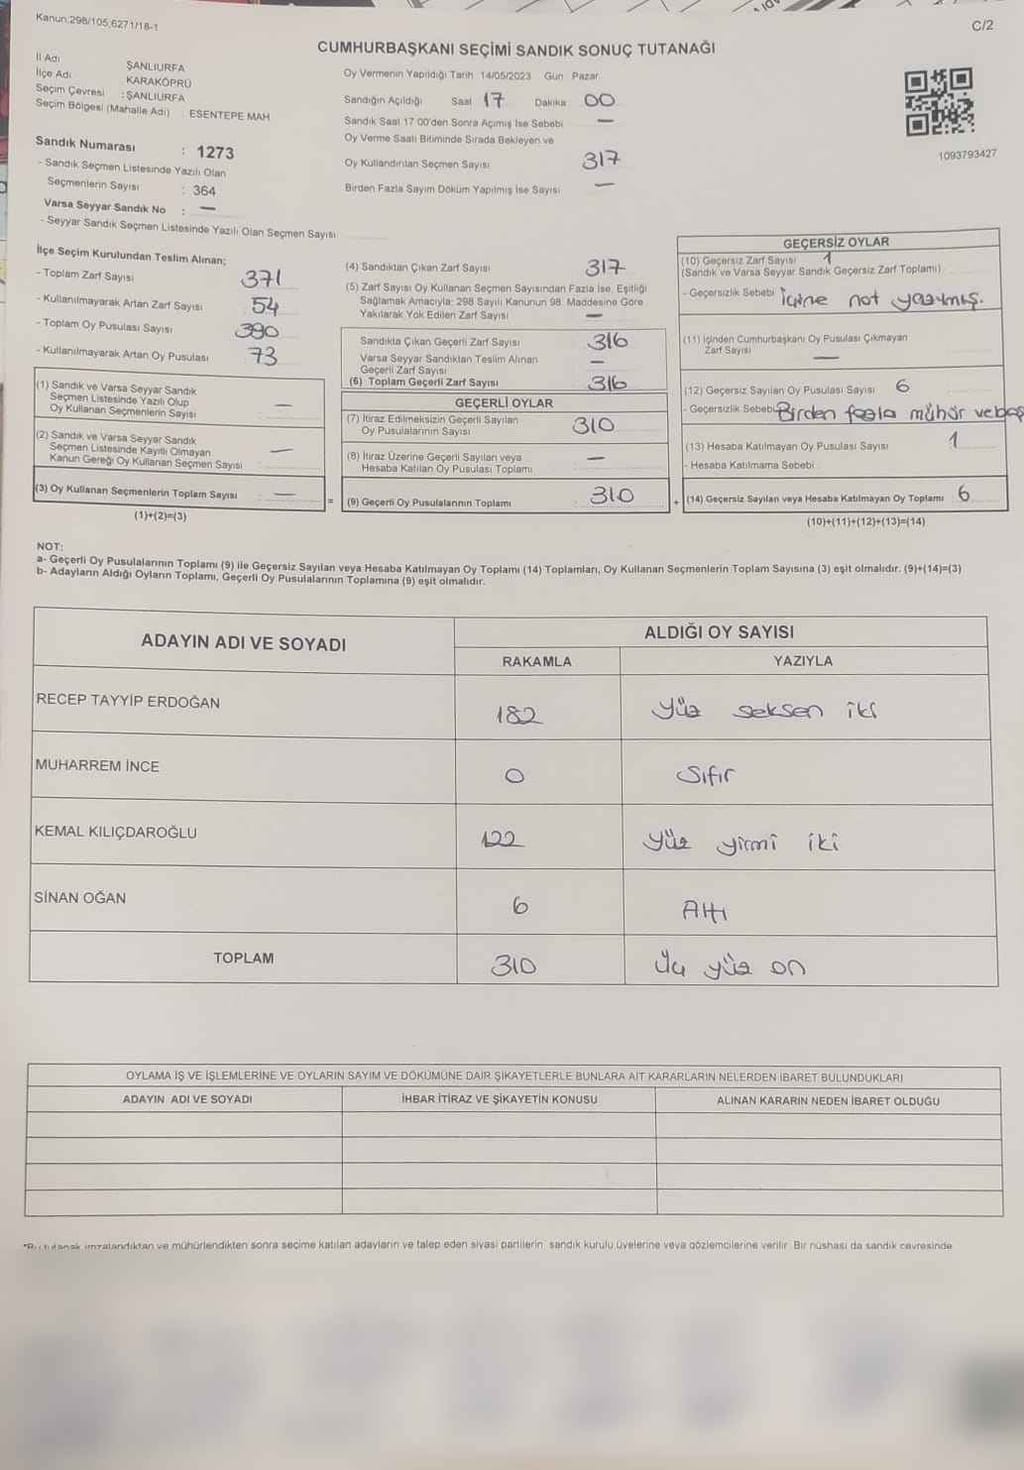 Kanun:298/105,6271/18-1
C/2
CUMHURBAŞKANI SEÇİMİ SANDIK SONUÇ TUTANAĞI
İl Adı ŞANLIURFA
İlçe Adı KARAKÖPRÜ
Seçim Çevresi : ŞANLIURFA
Seçim Bölgesi (Mahalle Adı) ESENTEPE MAH
Sandık Numarası : 1273
- Sandık Seçmen Listesinde Yazılı Olan
Seçmenlerin Sayısı : 364
Varsa Seyyar Sandık No : —
- Seyyar Sandık Seçmen Listesinde Yazılı Olan Seçmen Sayısı
Oy Vermenin Yapıldığı Tarih 14/05/2023 Gün Pazar
Sandığın Açıldığı Saat 17 Dakika 00
Sandık Saat 17:00'den Sonra Açımış İse Sebebi —
Oy Verme Saati Bitiminde Sırada Bekleyen ve
Oy Kullandırılan Seçmen Sayısı 317
Birden Fazla Sayım Döküm Yapılmış İse Sayısı —
1093793427
İlçe Seçim Kurulundan Teslim Alınan;
- Toplam Zarf Sayısı 371
- Kullanılmayarak Artan Zarf Sayısı 54
- Toplam Oy Pusulası Sayısı 390
- Kullanılmayarak Artan Oy Pusulası 73
(1) Sandık ve Varsa Seyyar Sandık
Seçmen Listesinde Yazılı Olup
Oy Kullanan Seçmenlerin Sayısı —
(2) Sandık ve Varsa Seyyar Sandık
Seçmen Listesinde Kayıtlı Olmayan
Kanun Gereği Oy Kullanan Seçmen Sayısı —
(3) Oy Kullanan Seçmenlerin Toplam Sayısı : —
(1)+(2)=(3)
=
(4) Sandıktan Çıkan Zarf Sayısı 317
(5) Zarf Sayısı Oy Kullanan Seçmen Sayısından Fazla İse, Eşitliği
Sağlamak Amacıyla; 298 Sayılı Kanunun 98. Maddesine Göre
Yakılarak Yok Edilen Zarf Sayısı —
Sandıkta Çıkan Geçerli Zarf Sayısı 316
Varsa Seyyar Sandıktan Teslim Alınan
Geçerli Zarf Sayısı —
(6) Toplam Geçerli Zarf Sayısı 316
GEÇERLİ OYLAR
(7) İtiraz Edilmeksizin Geçerli Sayılan
Oy Pusulalarının Sayısı 310
(8) İtiraz Üzerine Geçerli Sayılan veya
Hesaba Katılan Oy Pusulası Toplamı —
(9) Geçerli Oy Pusulalarının Toplamı 310
+
GEÇERSİZ OYLAR
(10) Geçersiz Zarf Sayısı 1
(Sandık ve Varsa Seyyar Sandık Geçersiz Zarf Toplamı)
- Geçersizlik Sebebi İçine not yazılmış.
(11) İçinden Cumhurbaşkanı Oy Pusulası Çıkmayan
Zarf Sayısı —
(12) Geçersiz Sayılan Oy Pusulası Sayısı 6
- Geçersizlik Sebebi Birden fazla mühür ve
(13) Hesaba Katılmayan Oy Pusulası Sayısı 1
- Hesaba Katılmama Sebebi
(14) Geçersiz Sayılan veya Hesaba Katılmayan Oy Toplamı 6
(10)+(11)+(12)+(13)=(14)
NOT:
a- Geçerli Oy Pusulalarının Toplamı (9) ile Geçersiz Sayılan veya Hesaba Katılmayan Oy Toplamı (14) Toplamları, Oy Kullanan Seçmenlerin Toplam Sayısına (3) eşit olmalıdır. (9)+(14)=(3)
b- Adayların Aldığı Oyların Toplamı, Geçerli Oy Pusulalarının Toplamına (9) eşit olmalıdır.
ADAYIN ADI VE SOYADI
ALDIĞI OY SAYISI
RAKAMLA YAZIYLA
RECEP TAYYİP ERDOĞAN 182 Yüz seksen iki
MUHARREM İNCE 0 Sıfır
KEMAL KILIÇDAROĞLU 122 Yüz yirmi iki
SİNAN OĞAN 6 Altı
TOPLAM 310 Üç yüz on
OYLAMA İŞ VE İŞLEMLERİNE VE OYLARIN SAYIM VE DÖKÜMÜNE DAİR ŞİKAYETLERLE BUNLARA AİT KARARLARIN NELERDEN İBARET BULUNDUKLARI
ADAYIN ADI VE SOYADI İHBAR İTİRAZ VE ŞİKAYETİN KONUSU ALINAN KARARIN NEDEN İBARET OLDUĞU
*Bu tutanak imzalandıktan ve mühürlendikten sonra seçime katılan adayların ve talep eden siyasi partilerin sandık kurulu üyelerine veya gözlemcilerine verilir. Bir nüshası da sandık çevresinde